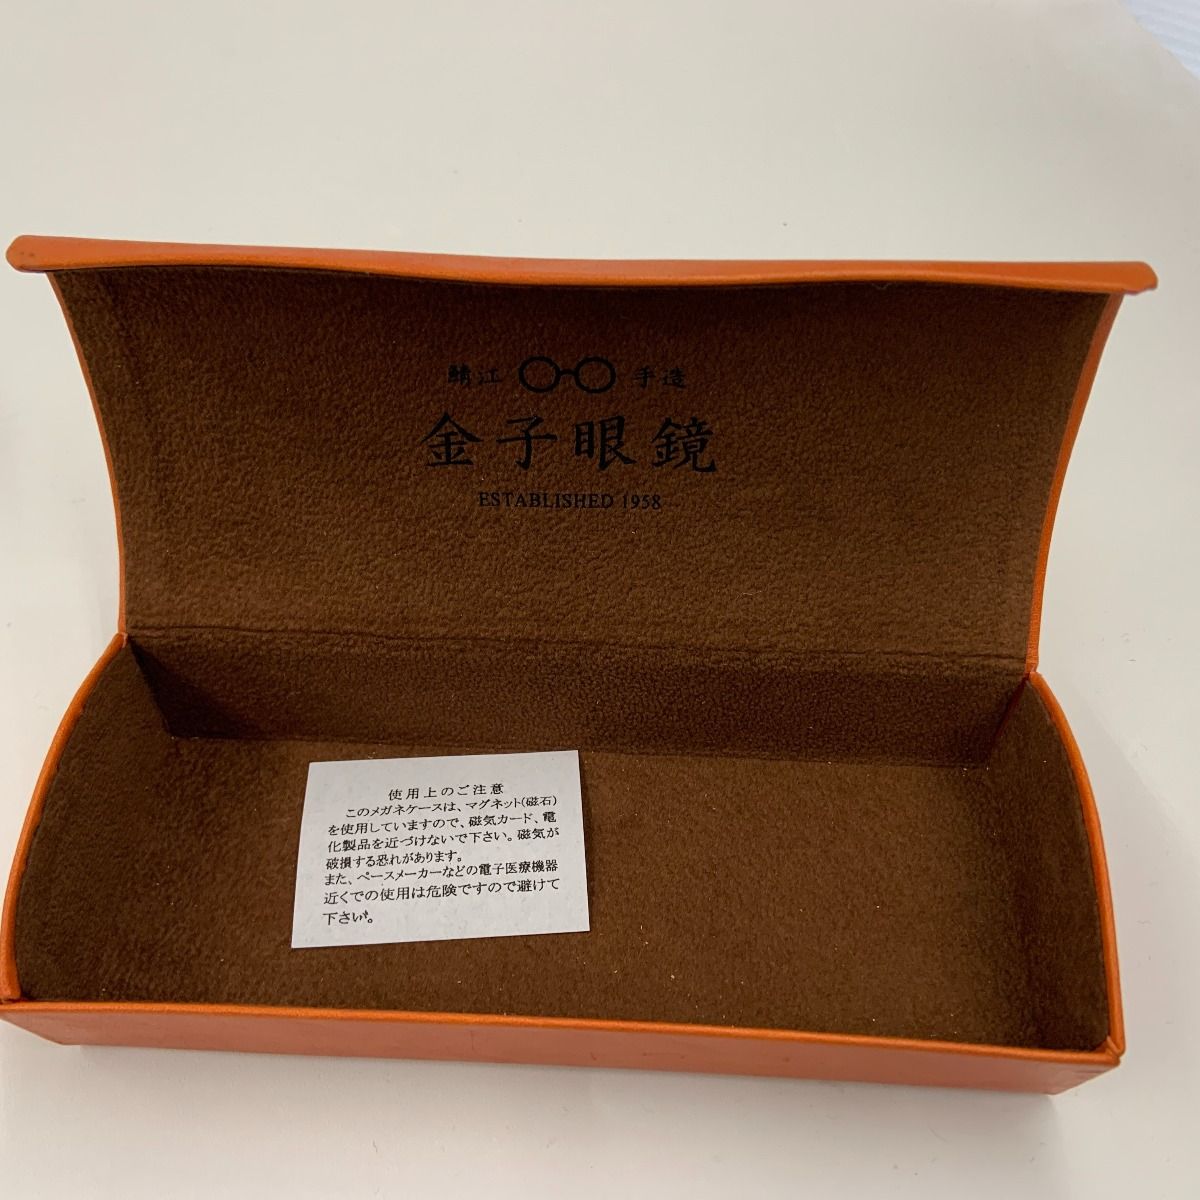 鯖江 手造
金子眼鏡
ESTABLISHED 1958
使用上のご注意
このメガネケースは、マグネット(磁石)
を使用していますので、磁気カード、電
化製品を近づけないで下さい。磁気が
破損する恐れがあります。
また、ペースメーカーなどの電子医療機器
近くでの使用は危険ですので避けて
下さい。